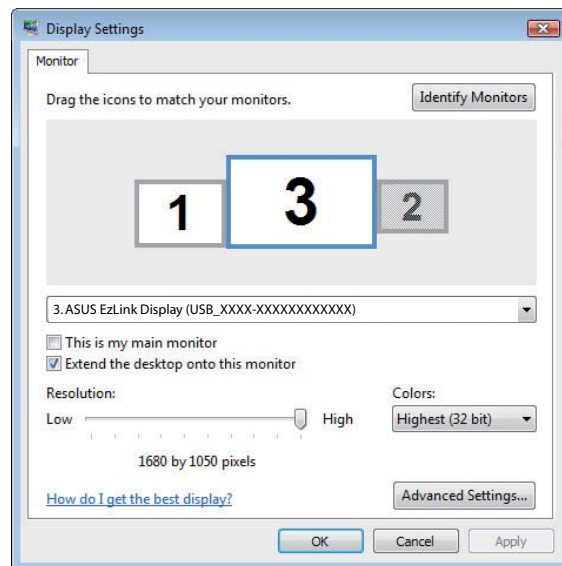 Display Settings
Monitor
Drag the icons to match your monitors.
Identify Monitors
1
3
2
3. ASUS EzLink Display (USB_XXXX-XXXXXXXXXXXX)
This is my main monitor
Extend the desktop onto this monitor
Resolution:
Colors:
Low
High
Highest (32 bit)
1680 by 1050 pixels
How do I get the best display?
Advanced Settings...
OK
Cancel
Apply